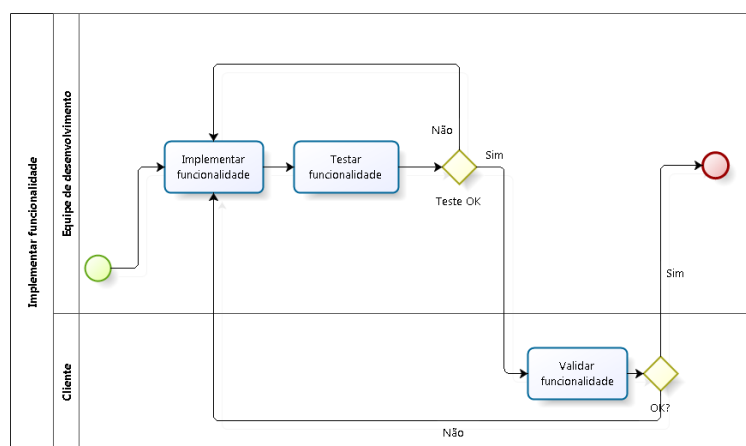 Implementar funcionalidade
Equipe de desenvolvimento
Não
Implementar
funcionalidade
Testar
funcionalidade
Sim
Teste OK
Sim
Cliente
Validar
funcionalidade
OK?
Não